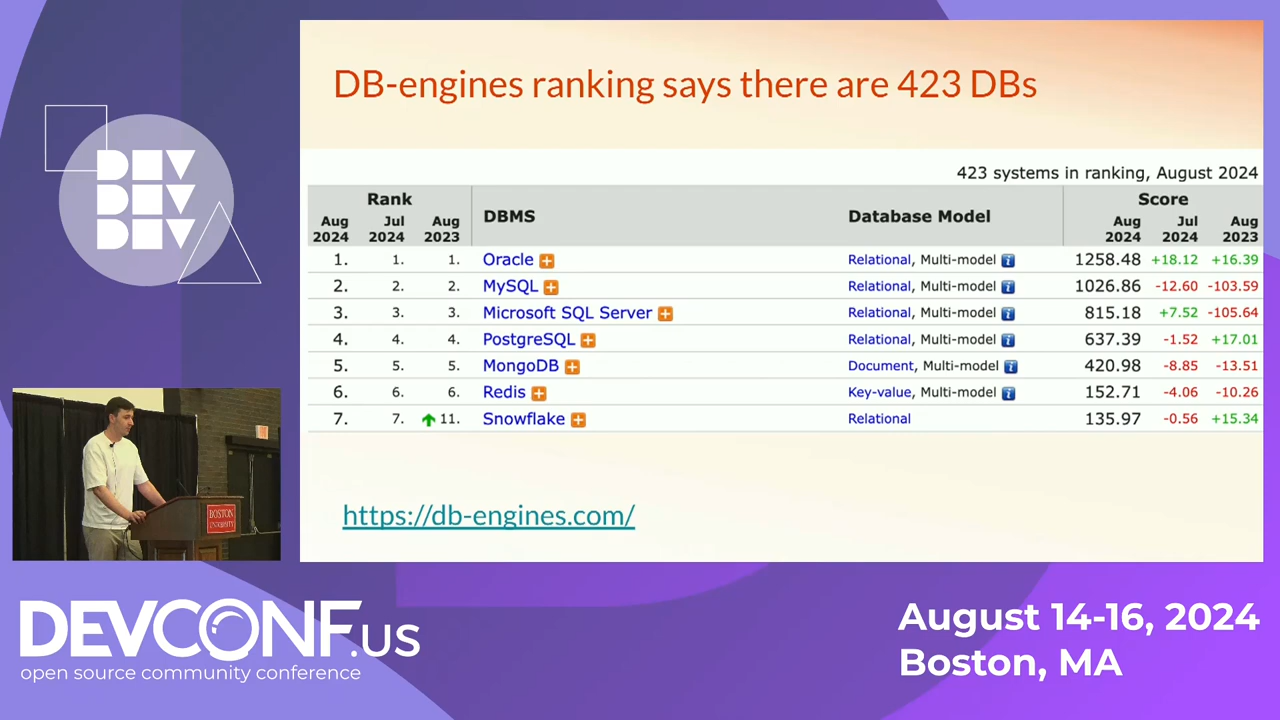 DEV
DEV
DEV
DB-engines ranking says there are 423 DBs
423 systems in ranking, August 2024
Rank DBMS Database Model Score
Aug 2024 Jul 2024 Aug 2023 Aug 2024 Jul 2024 Aug 2023
1. 1. 1. Oracle Relational, Multi-model 1258.48 +18.12 +16.39
2. 2. 2. MySQL Relational, Multi-model 1026.86 -12.60 -103.59
3. 3. 3. Microsoft SQL Server Relational, Multi-model 815.18 +7.52 -105.64
4. 4. 4. PostgreSQL Relational, Multi-model 637.39 -1.52 +17.01
5. 5. 5. MongoDB Document, Multi-model 420.98 -8.85 -13.51
6. 6. 6. Redis Key-value, Multi-model 152.71 -4.06 -10.26
7. 7. 11. Snowflake Relational 135.97 -0.56 +15.34
https://db-engines.com/
BOSTON
UNIVERSITY
DEVCONF.US
open source community conference
August 14-16, 2024
Boston, MA